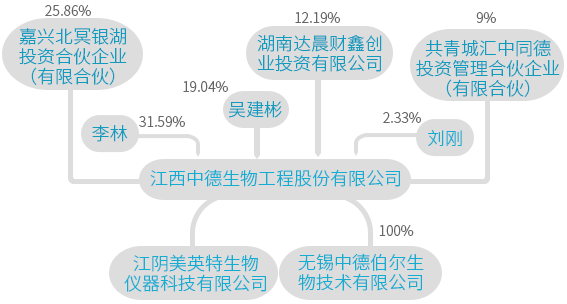 25.86%
嘉兴北冥银湖
投资合伙企业
（有限合伙）
12.19%
湖南达晨财鑫创
业投资有限公司
9%
共青城汇中同德
投资管理合伙企业
（有限合伙）
19.04%
吴建彬
李林
31.59%
2.33%
刘刚
江西中德生物工程股份有限公司
江阴美英特生物
仪器科技有限公司
100%
无锡中德伯尔生
物技术有限公司